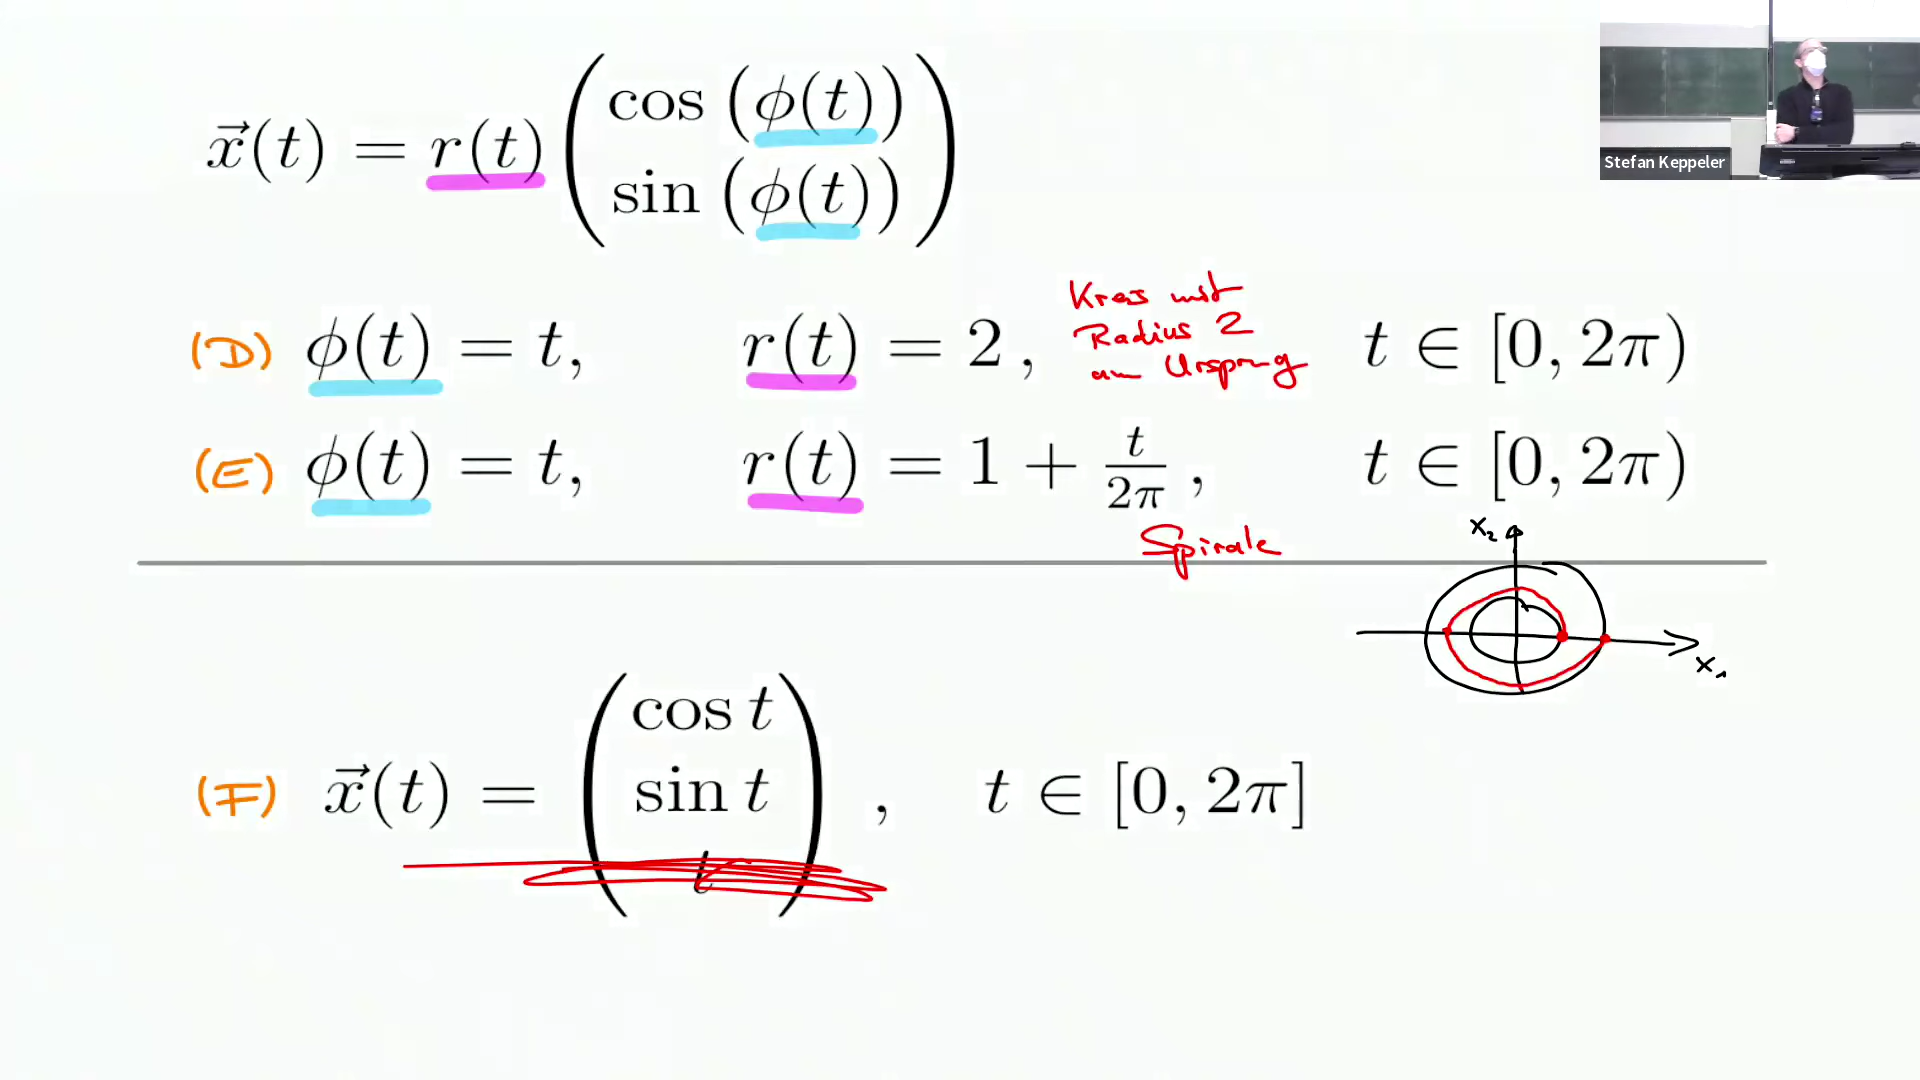 Stefan Keppeler
x⃗(t) = r(t) ( cos (ϕ(t))
sin (ϕ(t)) )
Kreis mit
Radius 2
am Ursprung
(D) ϕ(t) = t, r(t) = 2 , t ∈ [0, 2π)
(E) ϕ(t) = t, r(t) = 1 + t/2π , t ∈ [0, 2π)
Spirale
x₂
x₁
(F) x⃗(t) = ( cos t
sin t
t ) , t ∈ [0, 2π]